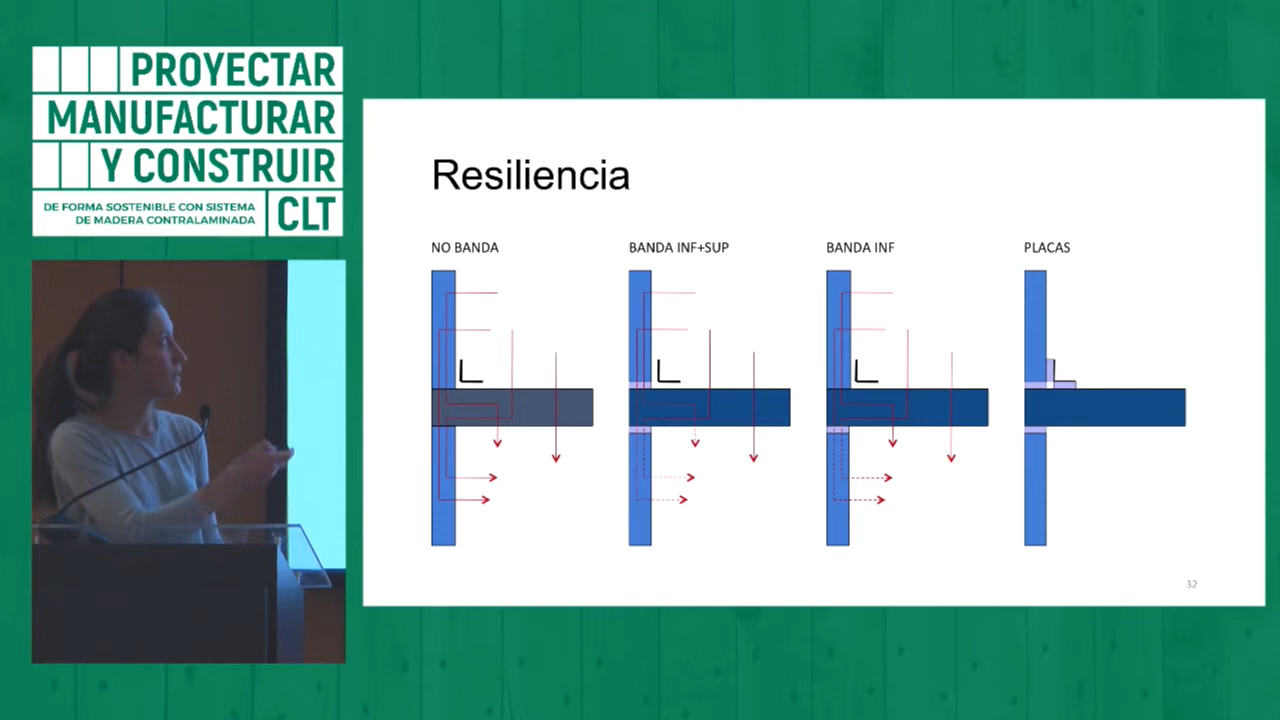 PROYECTAR
MANUFACTURAR
Y CONSTRUIR
DE FORMA SOSTENIBLE CON SISTEMA
DE MADERA CONTRALAMINADA
CLT
Resiliencia
NO BANDA
BANDA INF+SUP
BANDA INF
PLACAS
32